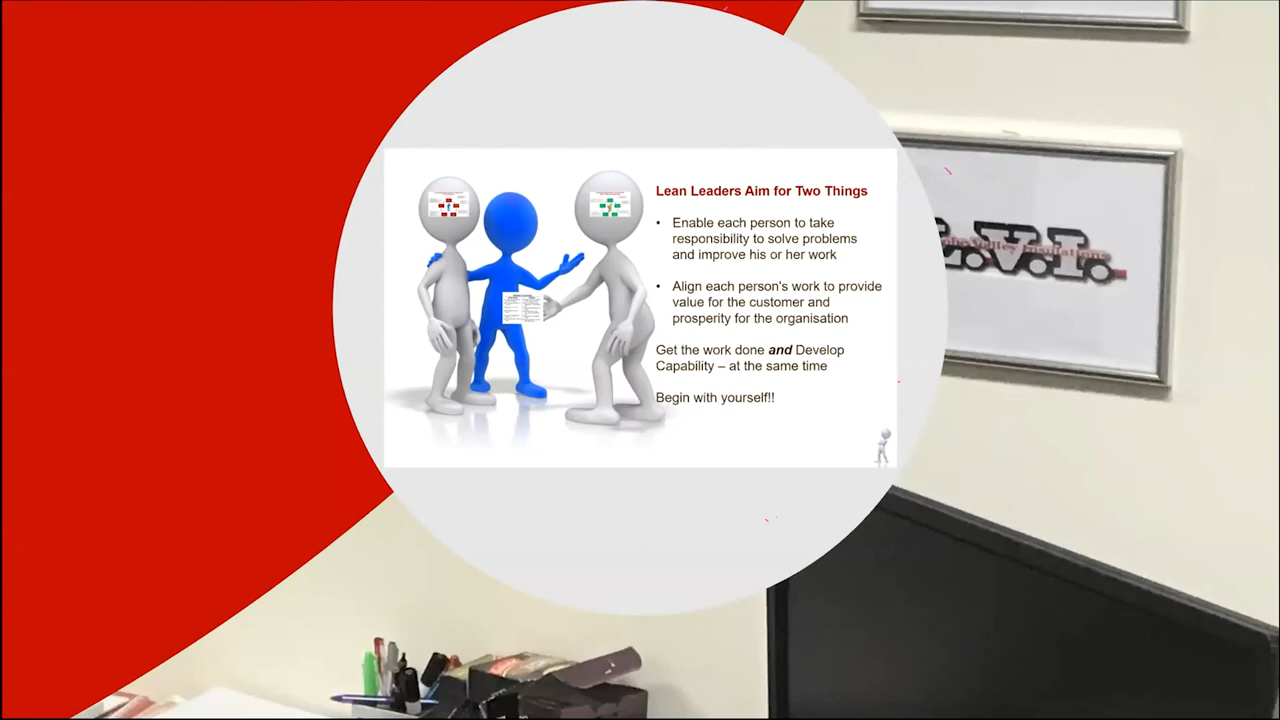 Lean Leaders Aim for Two Things
• Enable each person to take
responsibility to solve problems
and improve his or her work
• Align each person's work to provide
value for the customer and
prosperity for the organisation
Get the work done and Develop
Capability – at the same time
Begin with yourself!!
L.V.I.
Valley Insulations